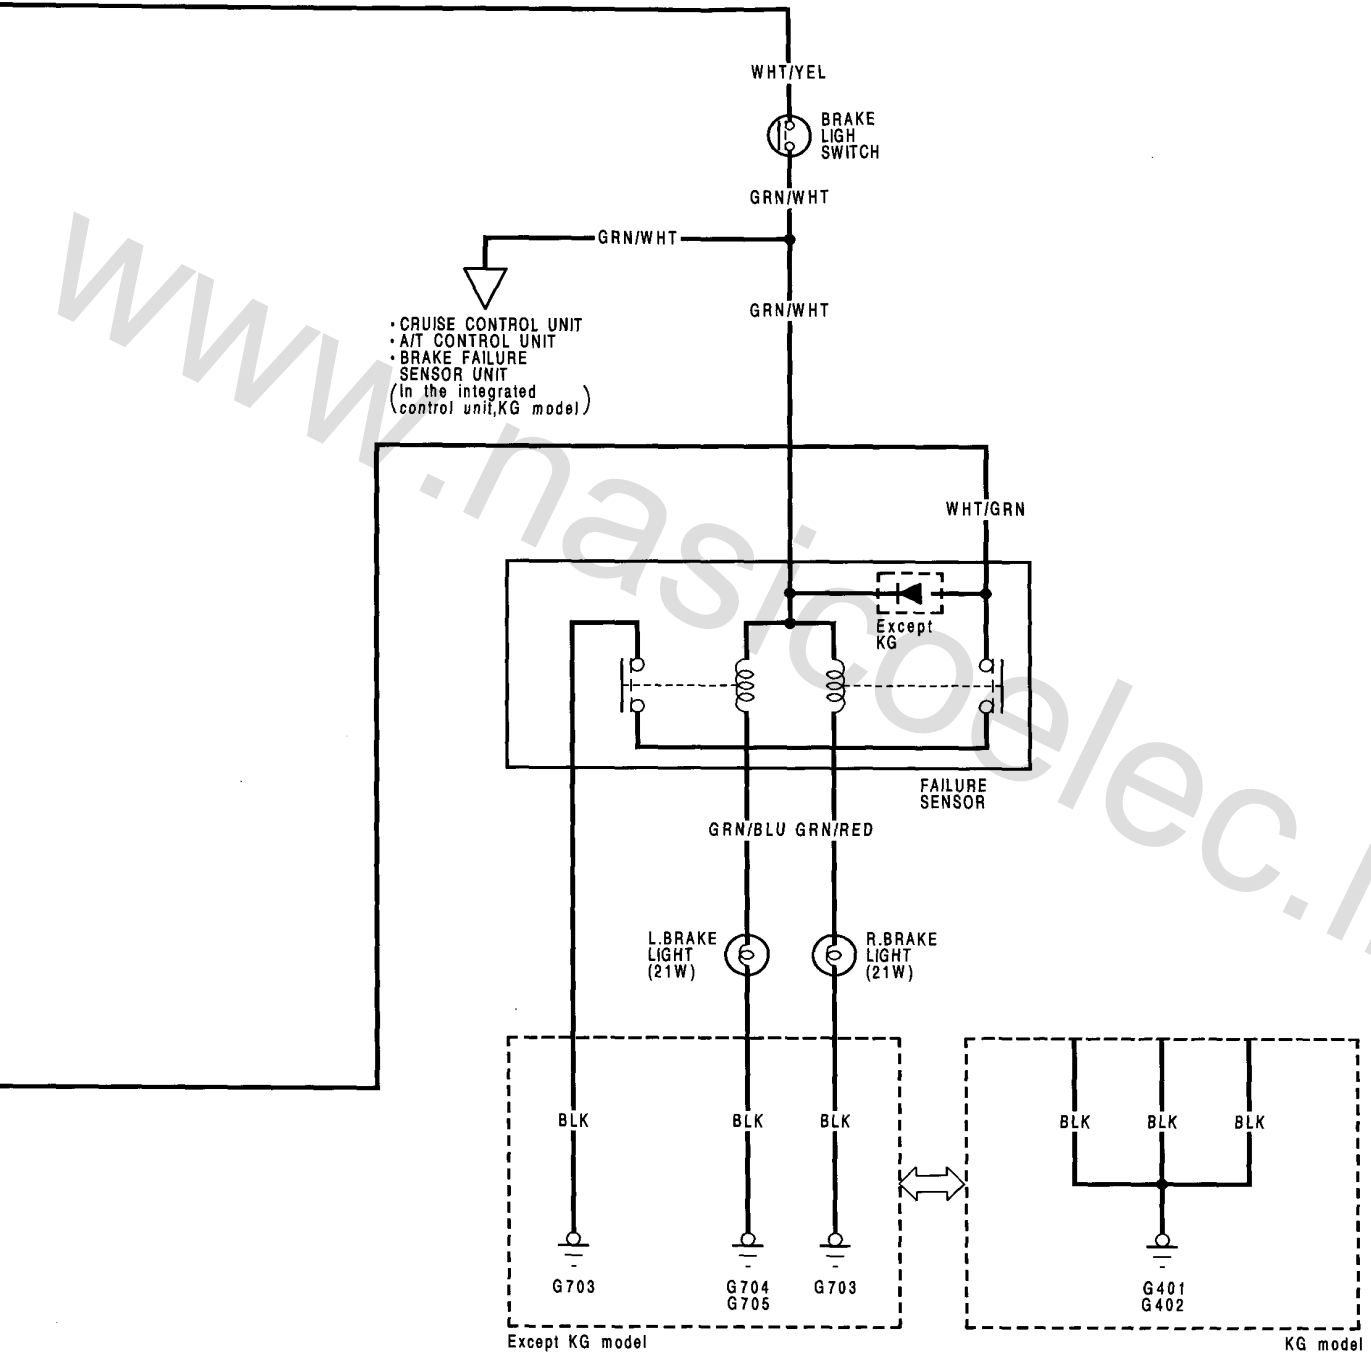 WHT/YEL
BRAKE
LIGH
SWITCH
GRN/WHT
GRN/WHT
GRN/WHT
• CRUISE CONTROL UNIT
• A/T CONTROL UNIT
• BRAKE FAILURE
SENSOR UNIT
(In the integrated
control unit,KG model)
WHT/GRN
Except
KG
FAILURE
SENSOR
GRN/BLU GRN/RED
L.BRAKE
LIGHT
(21W)
R.BRAKE
LIGHT
(21W)
BLK
BLK
BLK
BLK
BLK
BLK
G703
G704
G705
G703
G401
G402
Except KG model
KG model
www.nasicoelec.